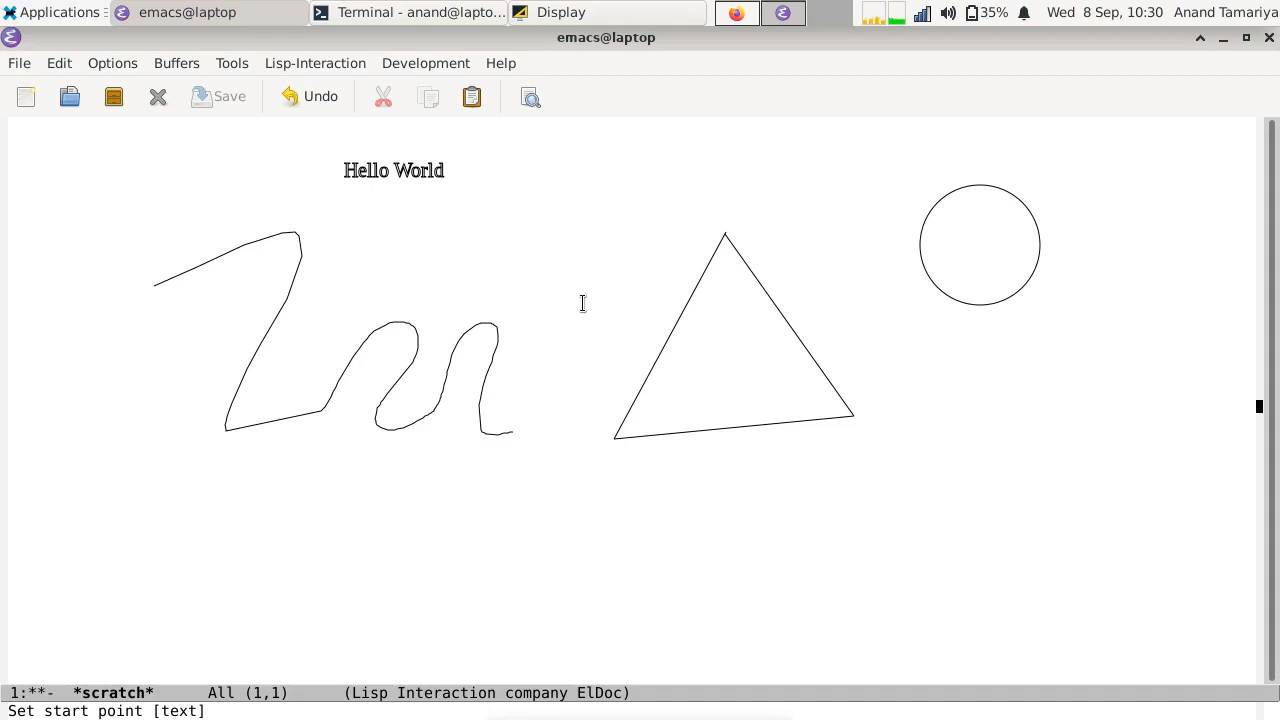 Applications emacs@laptop Terminal - anand@lapto... Display 35% Wed 8 Sep, 10:30 Anand Tamariya
emacs@laptop
File Edit Options Buffers Tools Lisp-Interaction Development Help
Save Undo
Hello World
1:**- *scratch* All (1,1) (Lisp Interaction company ElDoc)
Set start point [text]